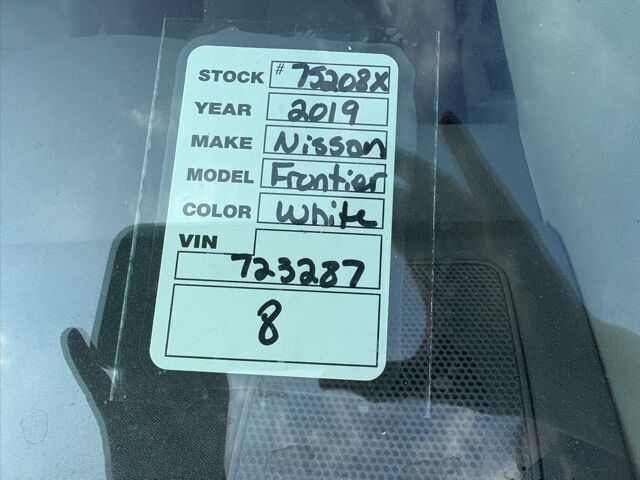 STOCK # 75208X
YEAR 2019
MAKE Nissan
MODEL Frontier
COLOR White
VIN
723287
8